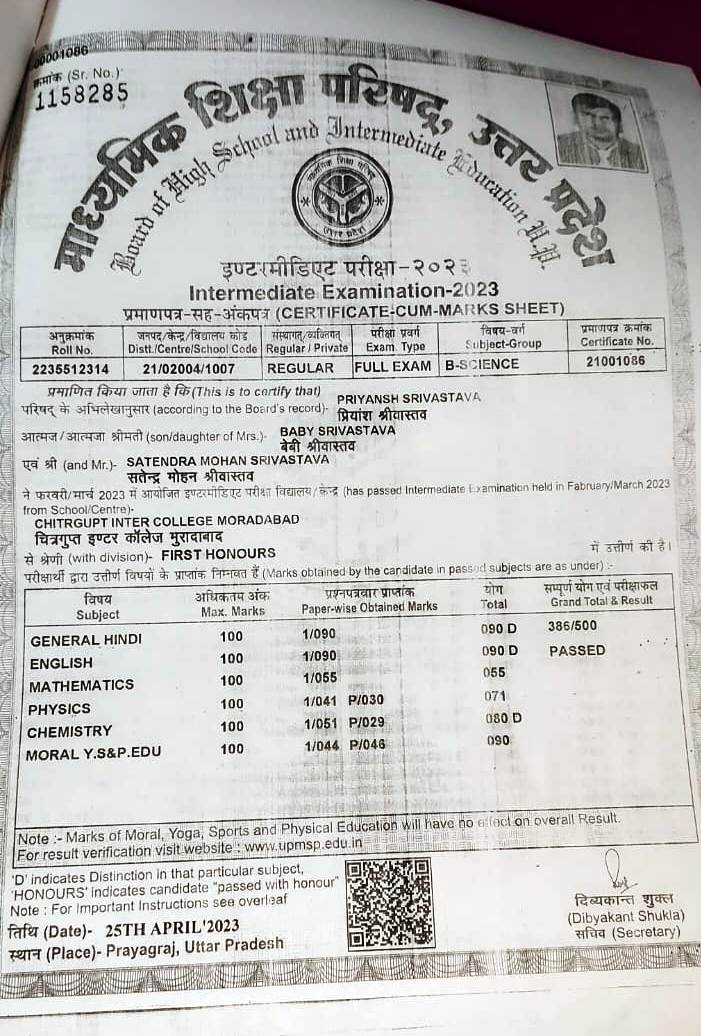 00001086
क्रमांक (Sr. No.)
1158285
माध्यमिक शिक्षा परिषद्, उत्तर प्रदेश
Board of High School and Intermediate Education U.P.
माध्यमिक शिक्षा परिषद
उत्तर प्रदेश
इण्टरमीडिएट परीक्षा-२०२३
Intermediate Examination-2023
प्रमाणपत्र-सह-अंकपत्र (CERTIFICATE-CUM-MARKS SHEET)
अनुक्रमांक जनपद/केन्द्र/विद्यालय कोड संस्थागत/व्यक्तिगत परीक्षा प्रवर्ग विषय-वर्ग प्रमाणपत्र क्रमांक
Roll No. Distt./Centre/School Code Regular / Private Exam. Type Subject-Group Certificate No.
2235512314 21/02004/1007 REGULAR FULL EXAM B-SCIENCE 21001086
प्रमाणित किया जाता है कि (This is to certify that) PRIYANSH SRIVASTAVA
परिषद् के अभिलेखानुसार (according to the Board's record)- प्रियांश श्रीवास्तव
आत्मज/आत्मजा श्रीमती (son/daughter of Mrs.)- BABY SRIVASTAVA
बेबी श्रीवास्तव
एवं श्री (and Mr.)- SATENDRA MOHAN SRIVASTAVA
सतेन्द्र मोहन श्रीवास्तव
ने फरवरी/मार्च 2023 में आयोजित इण्टरमीडिएट परीक्षा विद्यालय/केन्द्र (has passed Intermediate Examination held in Fabruary/March 2023
from School/Centre)-
CHITRGUPT INTER COLLEGE MORADABAD
चित्रगुप्त इण्टर कॉलेज मुरादाबाद
से श्रेणी (with division)- FIRST HONOURS में उत्तीर्ण की है।
परीक्षार्थी द्वारा उत्तीर्ण विषयों के प्राप्तांक निम्नवत हैं (Marks obtained by the candidate in passed subjects are as under) :-
विषय अधिकतम अंक प्रश्नपत्रवार प्राप्तांक योग सम्पूर्ण योग एवं परीक्षाफल
Subject Max. Marks Paper-wise Obtained Marks Total Grand Total & Result
GENERAL HINDI 100 1/090 090 D 386/500
ENGLISH 100 1/090 090 D PASSED
MATHEMATICS 100 1/055 055
PHYSICS 100 1/041 P/030 071
CHEMISTRY 100 1/051 P/029 080 D
MORAL Y.S&P.EDU 100 1/044 P/046 090
Note :- Marks of Moral, Yoga, Sports and Physical Education will have no effect on overall Result.
For result verification visit website : www.upmsp.edu.in
'D' indicates Distinction in that particular subject,
'HONOURS' indicates candidate "passed with honour"
Note : For Important Instructions see overleaf
तिथि (Date)- 25TH APRIL'2023
स्थान (Place)- Prayagraj, Uttar Pradesh
दिव्यकान्त शुक्ल
(Dibyakant Shukla)
सचिव (Secretary)